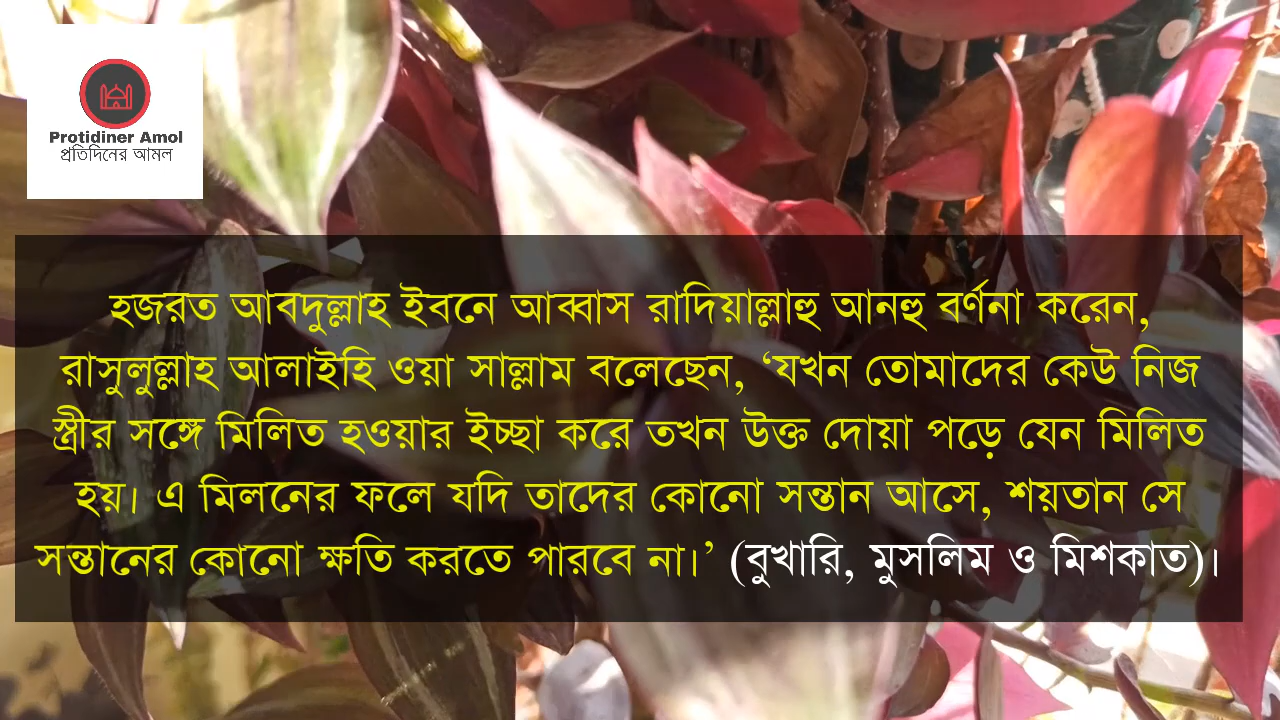 Protidiner Amol
প্রতিদিনের আমল
হজরত আবদুল্লাহ ইবনে আব্বাস রাদিয়াল্লাহু আনহু বর্ণনা করেন,
রাসুলুল্লাহ আলাইহি ওয়া সাল্লাম বলেছেন, ‘যখন তোমাদের কেউ নিজ
স্ত্রীর সঙ্গে মিলিত হওয়ার ইচ্ছা করে তখন উক্ত দোয়া পড়ে যেন মিলিত
হয়। এ মিলনের ফলে যদি তাদের কোনো সন্তান আসে, শয়তান সে
সন্তানের কোনো ক্ষতি করতে পারবে না।’ (বুখারি, মুসলিম ও মিশকাত)।